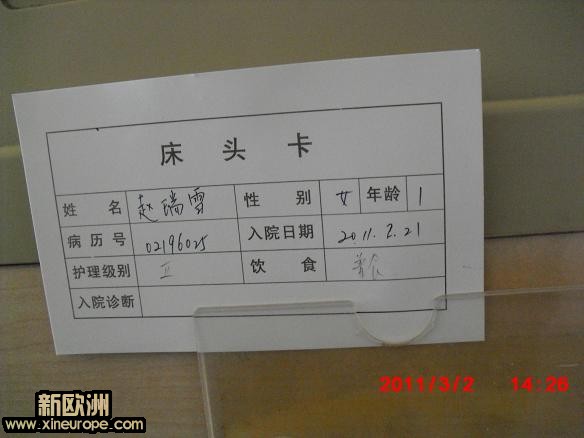 床头卡
姓名 赵瑞雪 性别 女 年龄 1
病历号 02196025 入院日期 2011.2.21
护理级别 II 饮食 普食
入院诊断
2011/3/2 14:26
新欧洲
www.xineurope.com